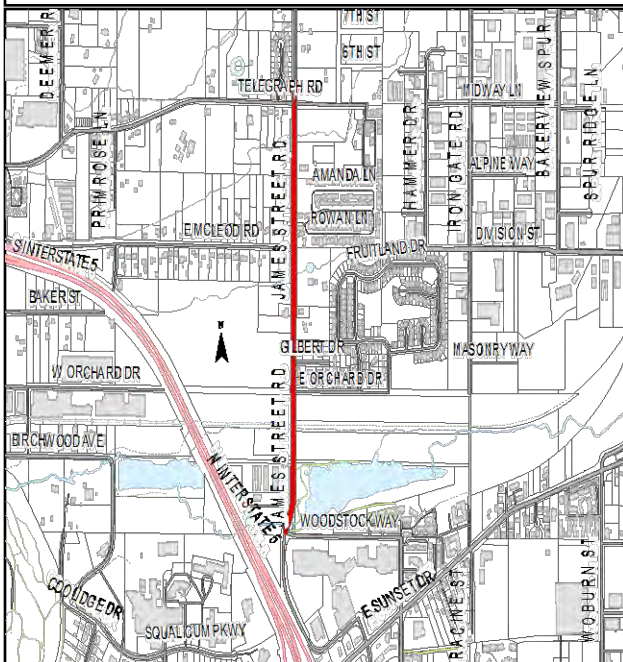 DEEMER R
7TH ST
6TH ST
TELEGRAPH RD
MIDWAY LN
BAKERVIEW SPUR
SPUR RIDGE LN
PRIMROSE LN
JAMES STREET RD
HAMMER DR
IRON GATE RD
ALPINE WAY
AMANDA LN
ROWAN LN
E MCLEOD RD
DIVISION ST
FRUITLAND DR
S INTERSTATE 5
BAKER ST
N
GILBERT DR
MASONRY WAY
W ORCHARD DR
E ORCHARD DR
JAMES STREET RD
BIRCHWOOD AVE
N INTERSTATE 5
WOODSTOCK WAY
COOLIDGE DR
E SUNSET DR
RACINE ST
WOBURN ST
SQUALICUM PKWY